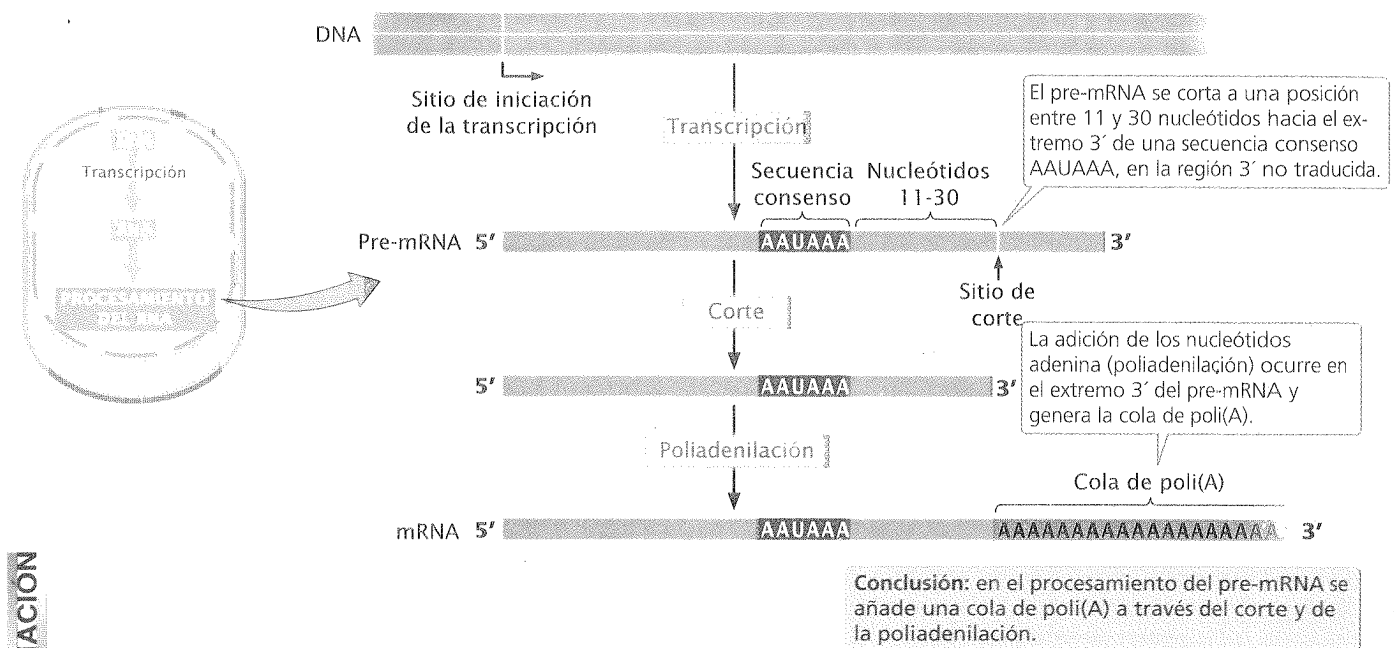 DNA
Sitio de iniciación
de la transcripción
Transcripción
El pre-mRNA se corta a una posición
entre 11 y 30 nucleótidos hacia el ex-
tremo 3´ de una secuencia consenso
AAUAAA, en la región 3´ no traducida.
Transcripción
PROCESAMIENTO
DEL RNA
Secuencia
consenso
Nucleótidos
11-30
Pre-mRNA 5′ AAUAAA 3′
Sitio de
corte
Corte
5′ AAUAAA 3′
La adición de los nucleótidos
adenina (poliadenilación) ocurre en
el extremo 3´ del pre-mRNA y
genera la cola de poli(A).
Poliadenilación
Cola de poli(A)
mRNA 5′ AAUAAA AAAAAAAAAAAAAAAAAAA 3′
Conclusión: en el procesamiento del pre-mRNA se
añade una cola de poli(A) a través del corte y de
la poliadenilación.